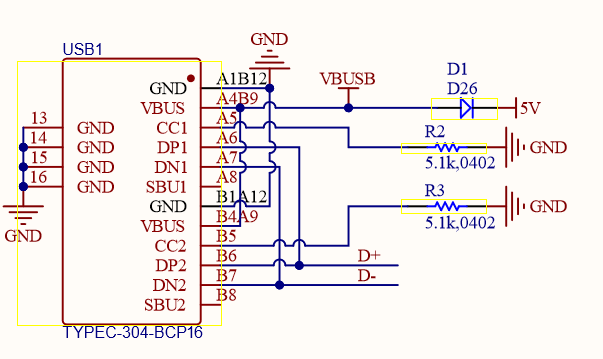 USB1
GND
VBUSB
D1
D26
5V
GND A1B12
VBUS A4B9
13 GND CC1 A5
14 GND DP1 A6
15 GND DN1 A7
16 GND SBU1 A8
GND B1A12
VBUS B4A9
CC2 B5
DP2 B6
DN2 B7
SBU2 B8
GND
R2
5.1k,0402
GND
R3
5.1k,0402
GND
D+
D-
TYPEC-304-BCP16